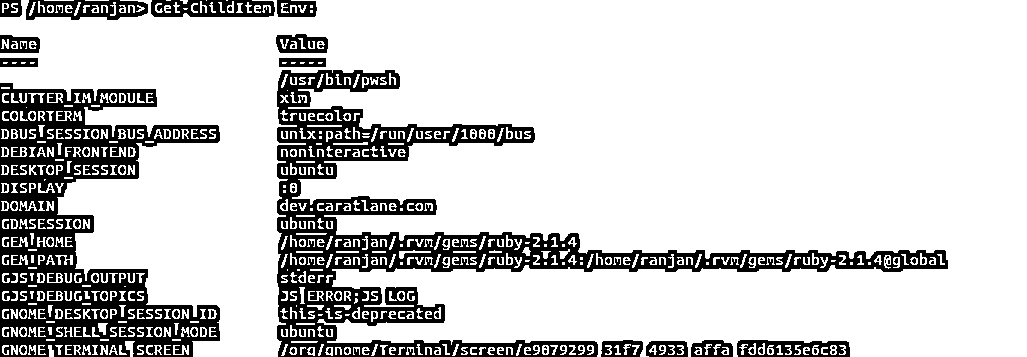 PS /home/ranjan> Get-ChildItem Env:
Name Value
---- -----
_ /usr/bin/pwsh
CLUTTER_IM_MODULE xim
COLORTERM truecolor
DBUS_SESSION_BUS_ADDRESS unix:path=/run/user/1000/bus
DEBIAN_FRONTEND noninteractive
DESKTOP_SESSION ubuntu
DISPLAY :0
DOMAIN dev.caratlane.com
GDMSESSION ubuntu
GEM_HOME /home/ranjan/.rvm/gems/ruby-2.1.4
GEM_PATH /home/ranjan/.rvm/gems/ruby-2.1.4:/home/ranjan/.rvm/gems/ruby-2.1.4@global
GJS_DEBUG_OUTPUT stderr
GJS_DEBUG_TOPICS JS ERROR;JS LOG
GNOME_DESKTOP_SESSION_ID this-is-deprecated
GNOME_SHELL_SESSION_MODE ubuntu
GNOME_TERMINAL_SCREEN /org/gnome/Terminal/screen/e9079299_31f7_4933_affa_fdd6135e6c83